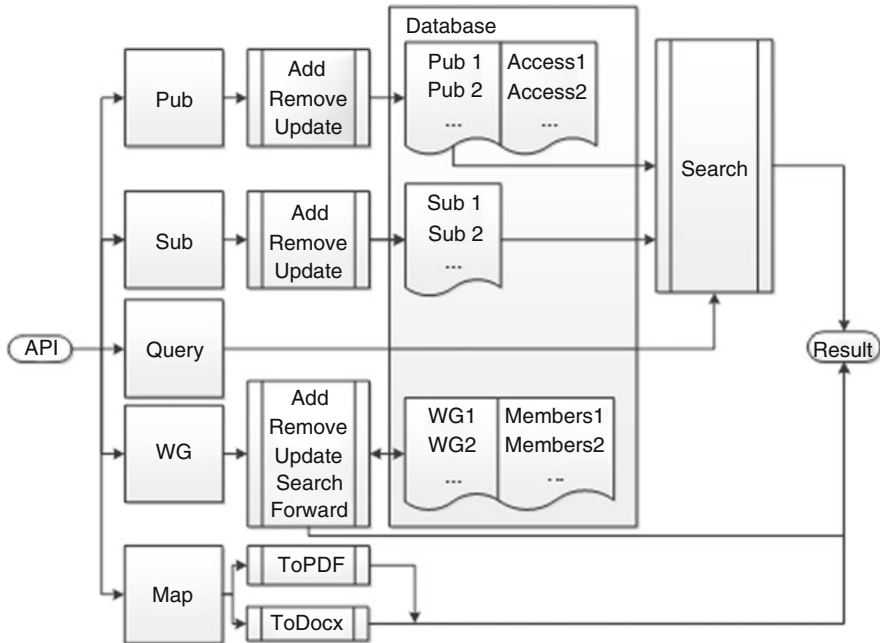 Database
Pub
Add
Remove
Update
Pub 1
Pub 2
...
Access1
Access2
...
Search
Sub
Add
Remove
Update
Sub 1
Sub 2
...
API
Query
Result
WG
Add
Remove
Update
Search
Forward
WG1
WG2
...
Members1
Members2
...
Map
ToPDF
ToDocx